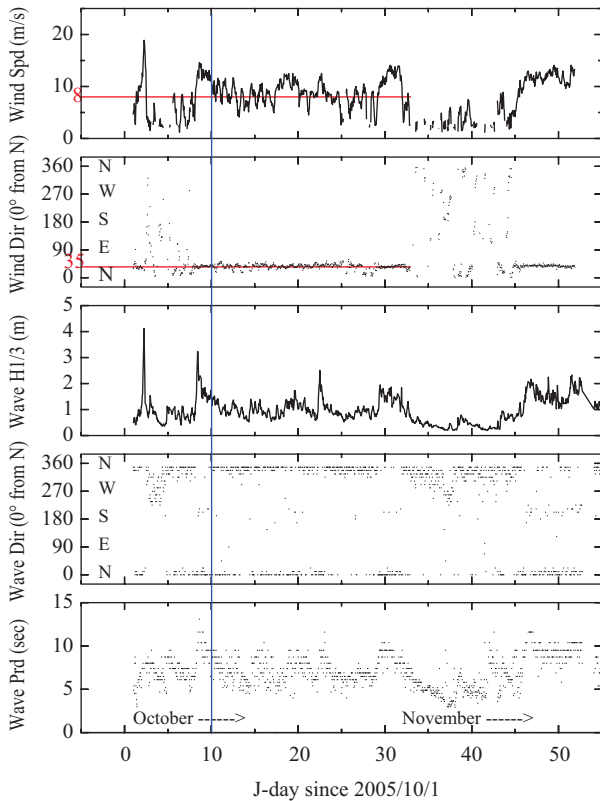 Wind Spd (m/s)
20
10
8
0
Wind Dir (0° from N)
360 N
270 W
180 S
90 E
35
0 N
Wave H1/3 (m)
5
4
3
2
1
0
Wave Dir (0° from N)
360 N
270 W
180 S
90 E
0 N
Wave Prd (sec)
15
10
5
0
October ----->
November ----->
0 10 20 30 40 50
J-day since 2005/10/1